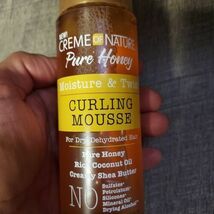 NEW!
CREME OF NATURE
Pure Honey
Moisture & Twirl
CURLING
MOUSSE
For Dry, Dehydrated Hair
Pure Honey
Rich Coconut Oil
Creamy Shea Butter
NO
Sulfates*
Petrolatum*
Silicones*
Mineral Oil*
Drying Alcohol*